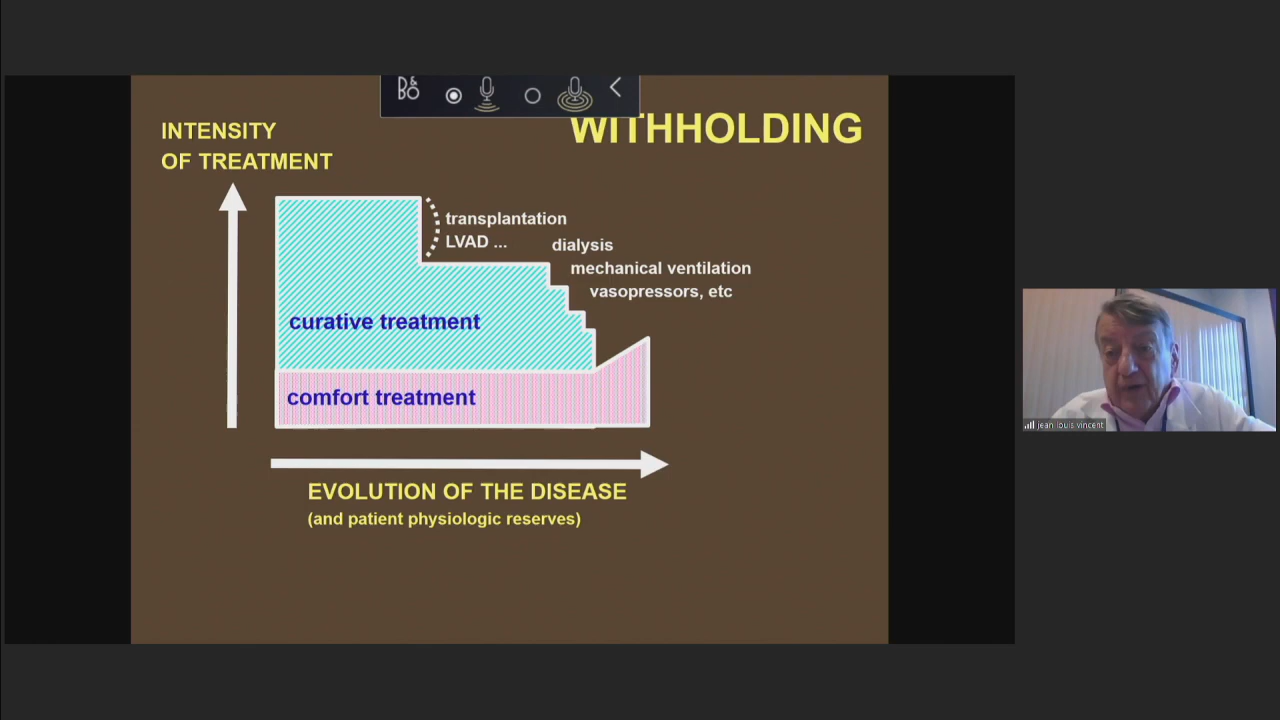 B&O
INTENSITY
OF TREATMENT
WITHHOLDING
transplantation
LVAD ...
dialysis
mechanical ventilation
vasopressors, etc
curative treatment
comfort treatment
EVOLUTION OF THE DISEASE
(and patient physiologic reserves)
jean louis vincent